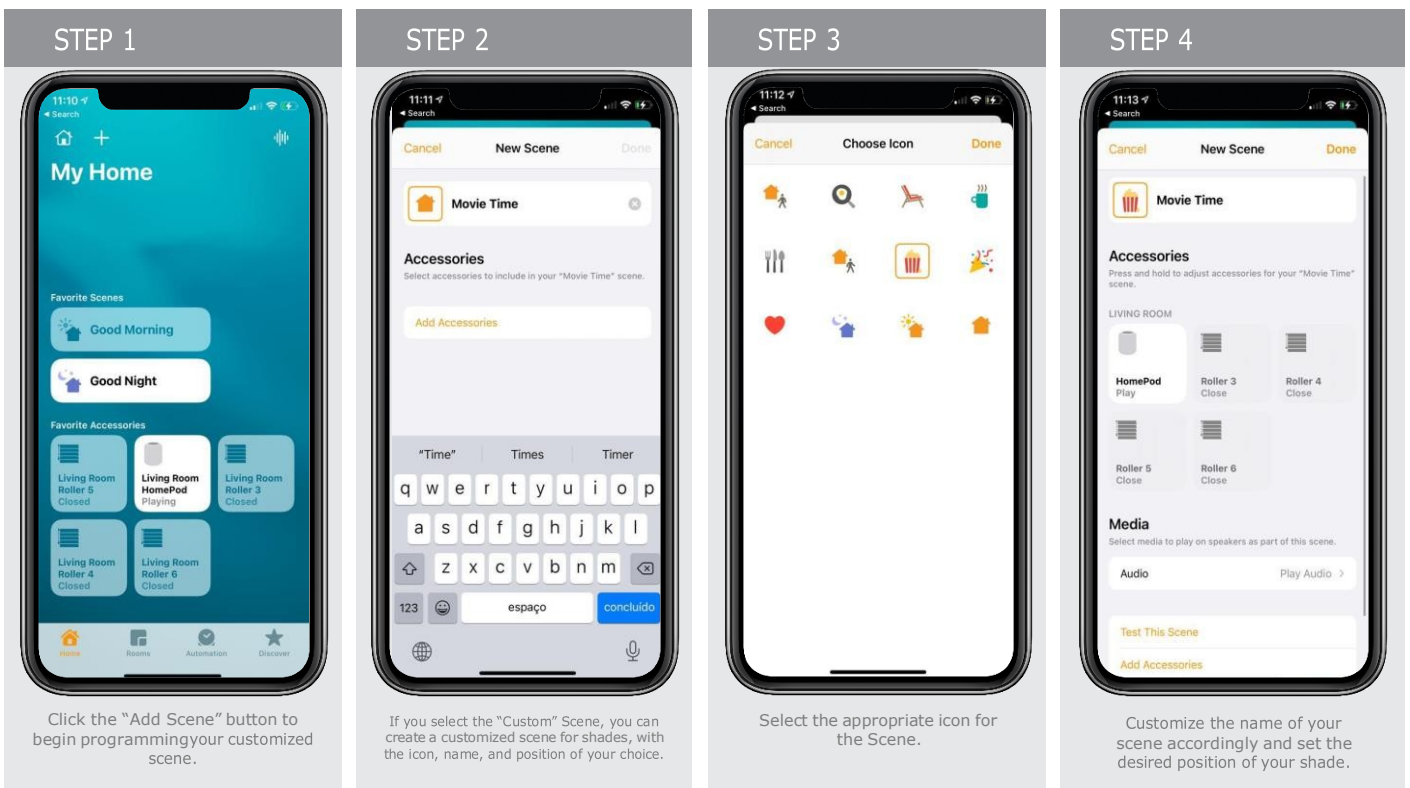 STEP 1
11:10
Search
My Home
Favorite Scenes
Good Morning
Good Night
Favorite Accessories
Living Room
Roller 5
Closed
Living Room
HomePod
Playing
Living Room
Roller 3
Closed
Living Room
Roller 4
Closed
Living Room
Roller 6
Closed
Home
Rooms
Automation
Discover
Click the “Add Scene” button to
begin programmingyour customized
scene.
STEP 2
11:11
Search
Cancel
New Scene
Done
Movie Time
Accessories
Select accessories to include in your “Movie Time” scene.
Add Accessories
“Time” Times Timer
q w e r t y u i o p
a s d f g h j k l
z x c v b n m
123 espaço concluído
If you select the “Custom” Scene, you can
create a customized scene for shades, with
the icon, name, and position of your choice.
STEP 3
11:12
Search
Cancel
Choose Icon
Done
Select the appropriate icon for
the Scene.
STEP 4
11:13
Search
Cancel
New Scene
Done
Movie Time
Accessories
Press and hold to adjust accessories for your “Movie Time”
scene.
LIVING ROOM
HomePod
Play
Roller 3
Close
Roller 4
Close
Roller 5
Close
Roller 6
Close
Media
Select media to play on speakers as part of this scene.
Audio
Play Audio
Test This Scene
Add Accessories
Customize the name of your
scene accordingly and set the
desired position of your shade.